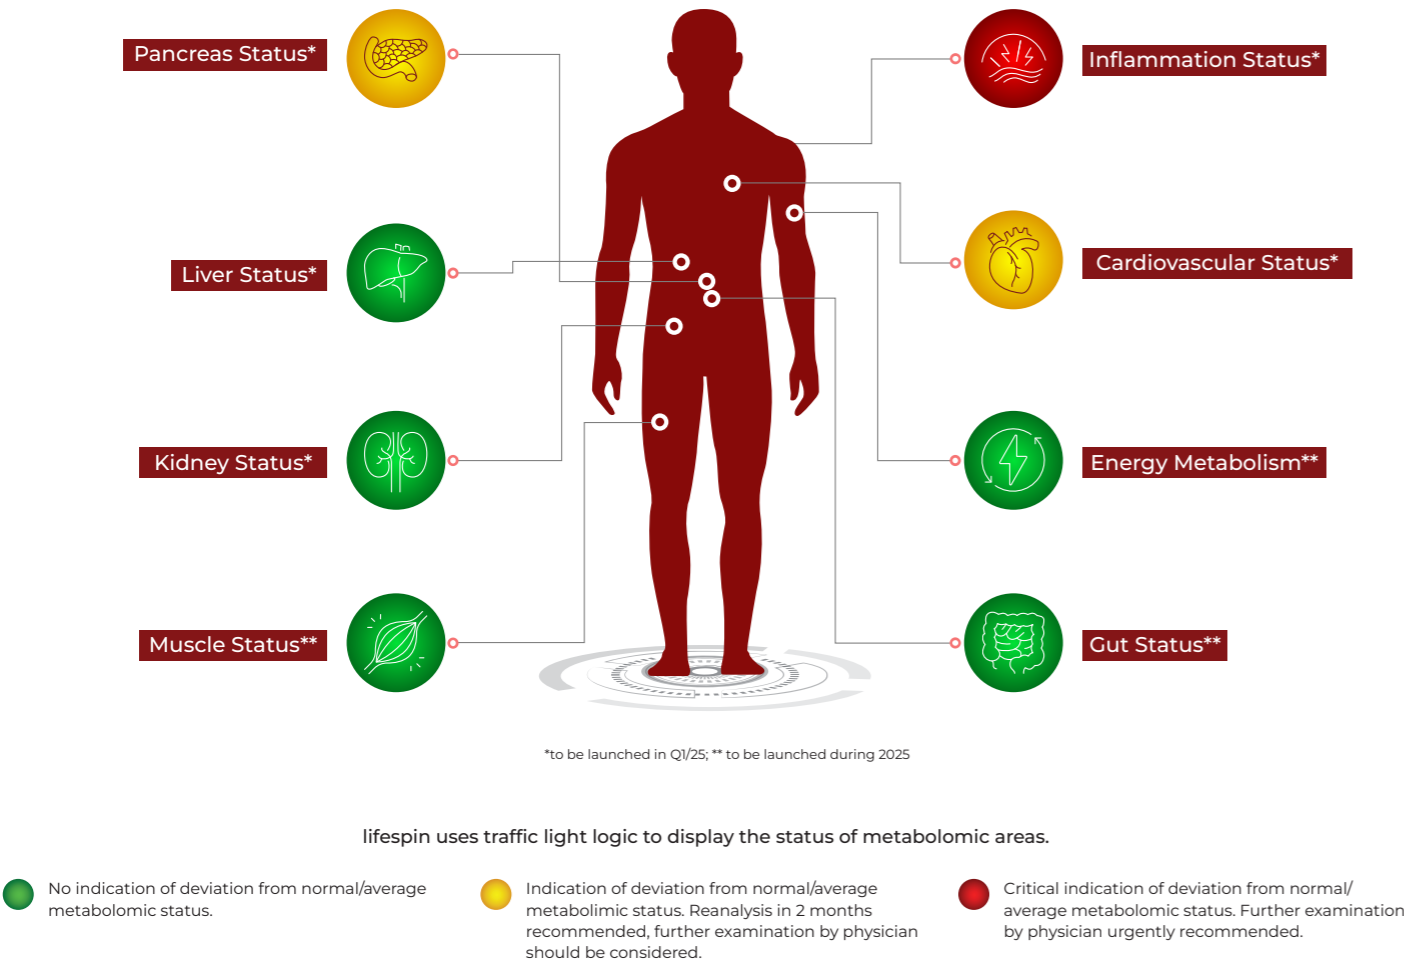 Pancreas Status*
Inflammation Status*
Liver Status*
Cardiovascular Status*
Kidney Status*
Energy Metabolism**
Muscle Status**
Gut Status**
*to be launched in Q1/25; ** to be launched during 2025
lifespin uses traffic light logic to display the status of metabolomic areas.
No indication of deviation from normal/average
metabolomic status.
Indication of deviation from normal/average
metabolimic status. Reanalysis in 2 months
recommended, further examination by physician
should be considered.
Critical indication of deviation from normal/
average metabolomic status. Further examination
by physician urgently recommended.